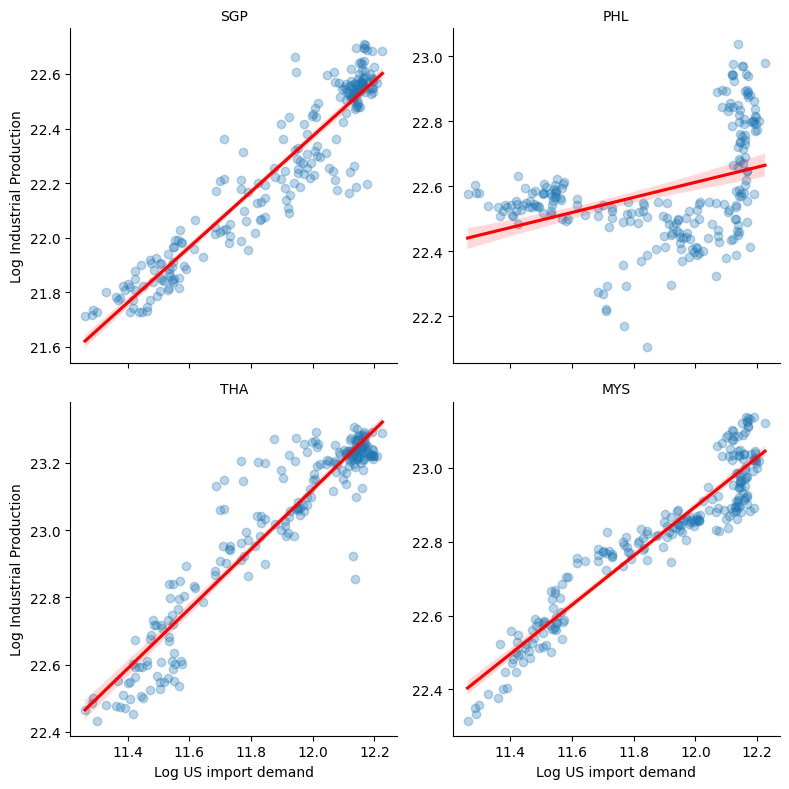 SGP
PHL
22.6
22.4
22.2
22.0
21.8
21.6
Log Industrial Production
23.0
22.8
22.6
22.4
22.2
THA
MYS
23.2
23.0
22.8
22.6
22.4
Log Industrial Production
11.4 11.6 11.8 12.0 12.2
Log US import demand
23.0
22.8
22.6
22.4
11.4 11.6 11.8 12.0 12.2
Log US import demand